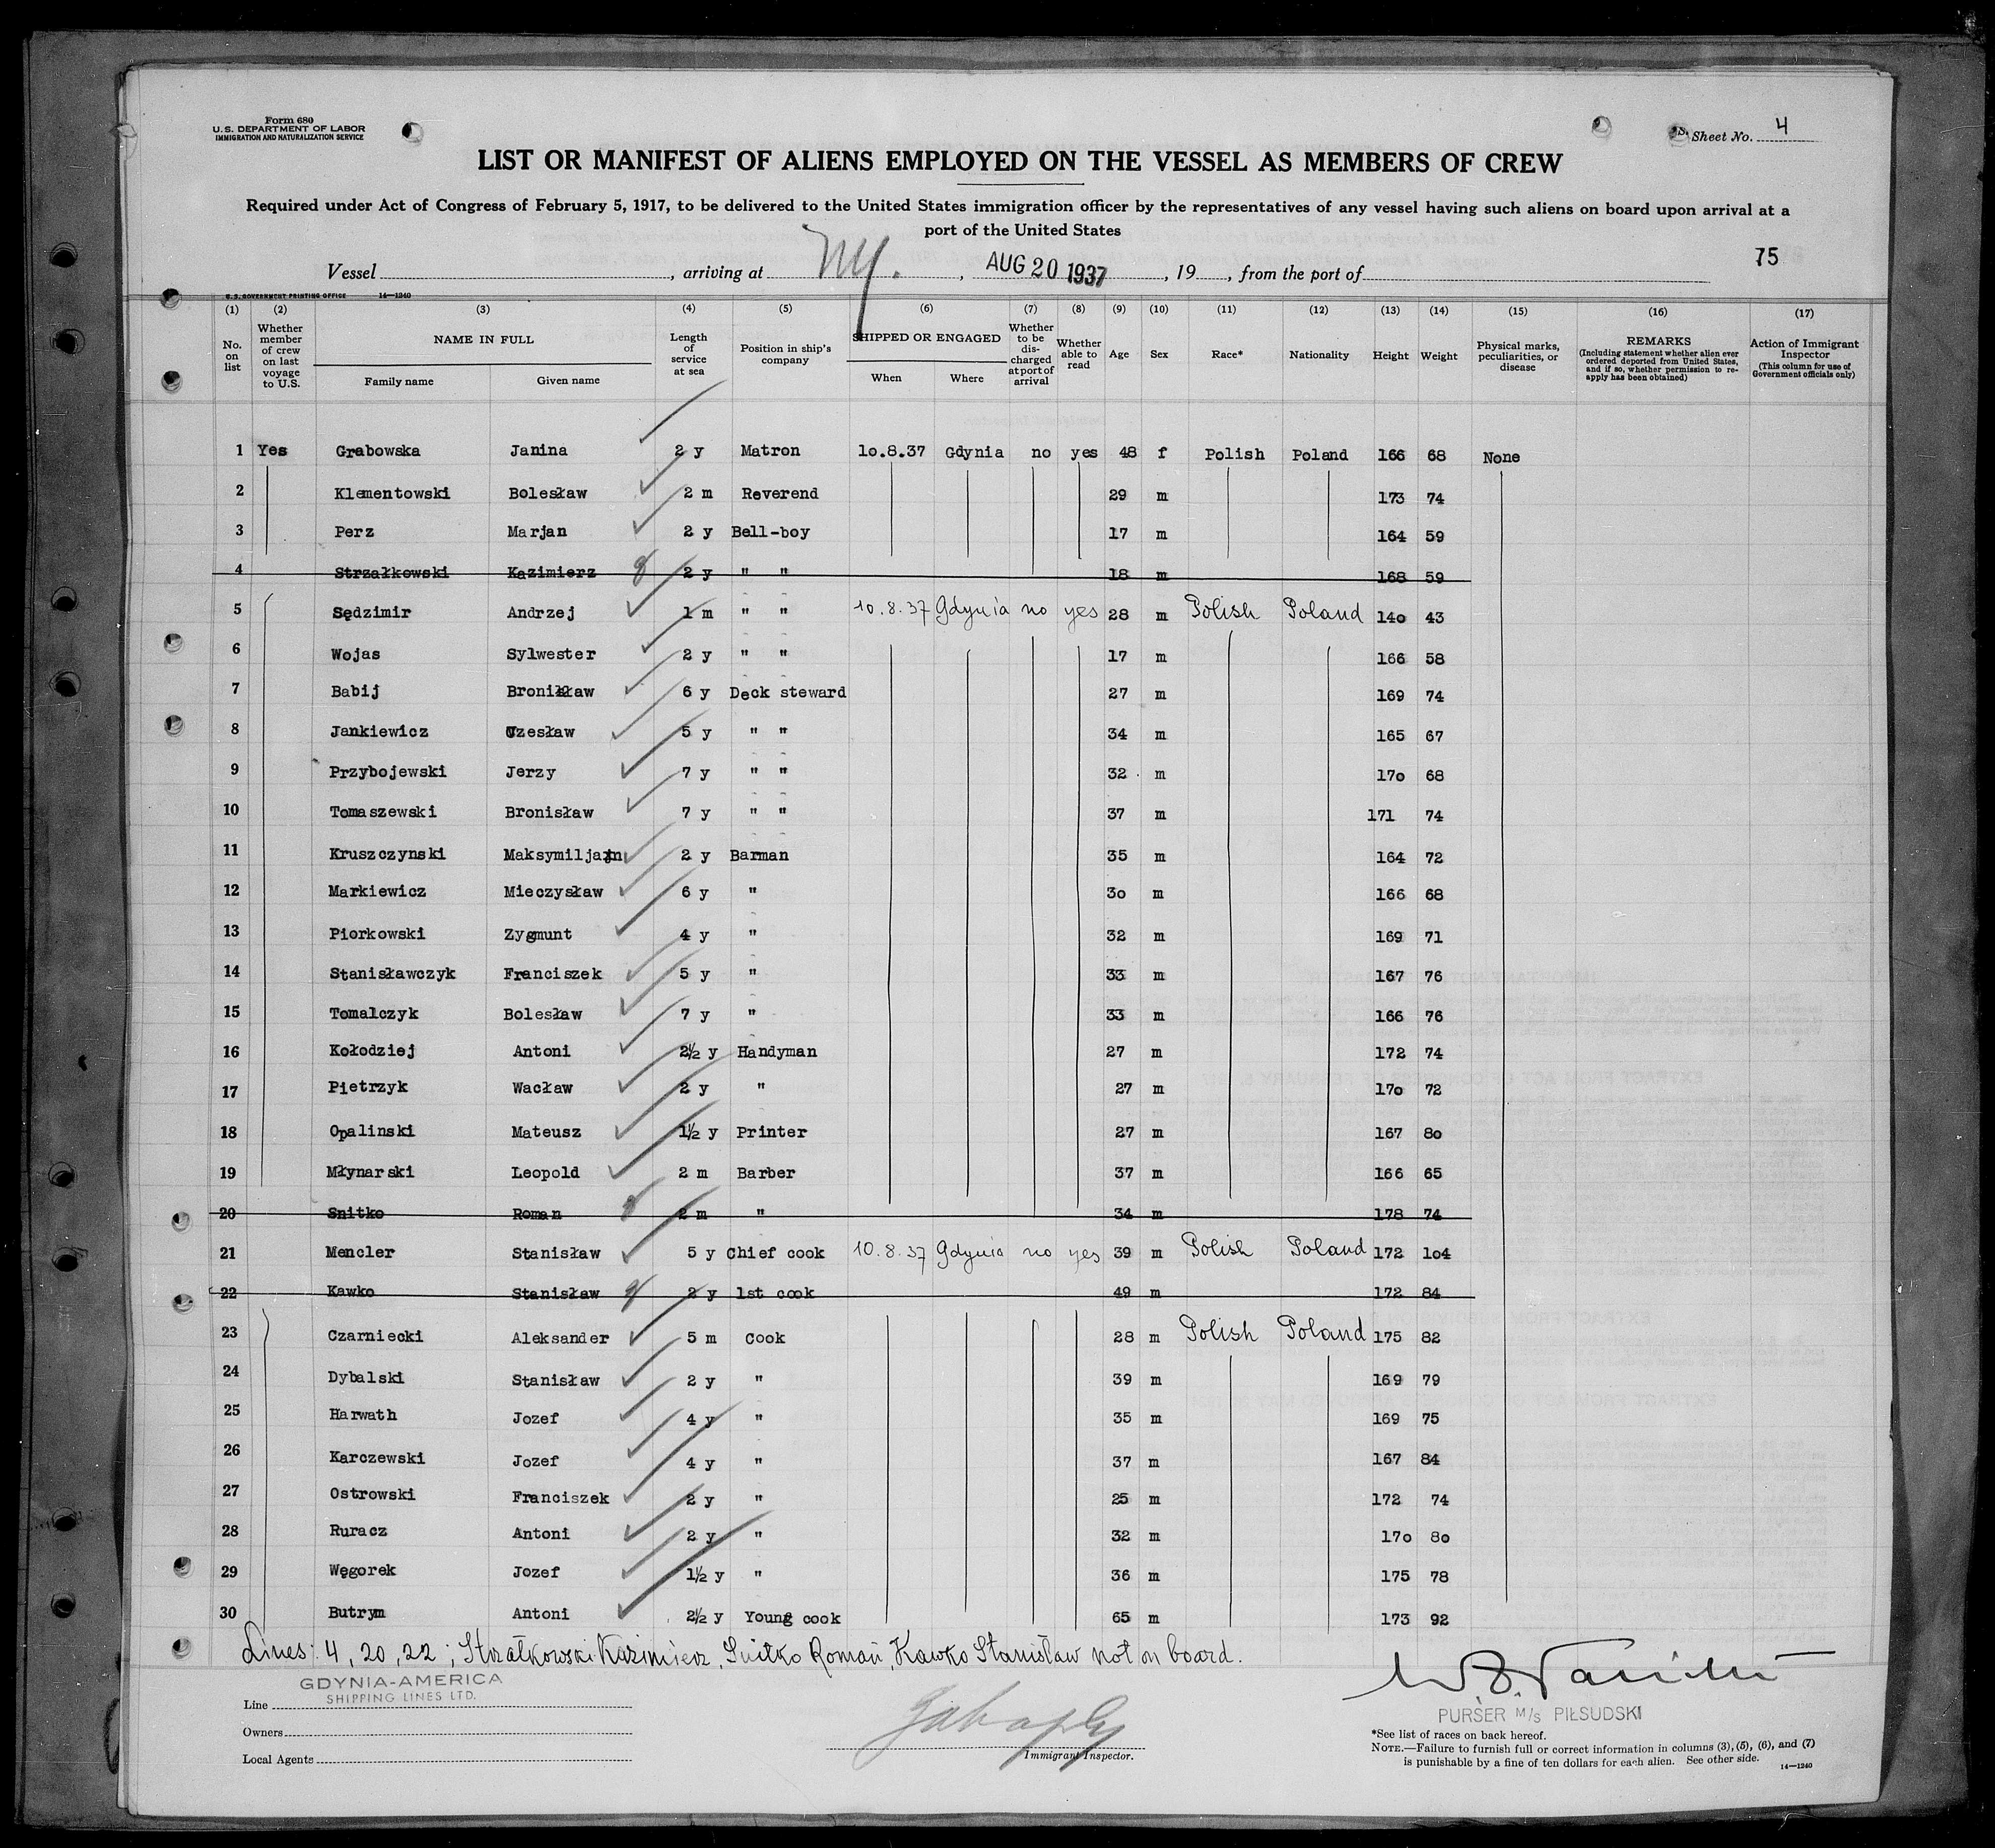 Form 680
U.S. DEPARTMENT OF LABOR
IMMIGRATION AND NATURALIZATION SERVICE
Sheet No. 4
LIST OR MANIFEST OF ALIENS EMPLOYED ON THE VESSEL AS MEMBERS OF CREW
Required under Act of Congress of February 5, 1917, to be delivered to the United States immigration officer by the representatives of any vessel having such aliens on board upon arrival at a
port of the United States
75
Vessel , arriving at NY. , AUG 20 1937 , 19 , from the port of
U.S. GOVERNMENT PRINTING OFFICE 14—1240
(1) (2) (3) (4) (5) (6) (7) (8) (9) (10) (11) (12) (13) (14) (15) (16) (17)
No. on list
Whether member of crew on last voyage to U.S.
NAME IN FULL
Family name Given name
Length of service at sea
Position in ship's company
SHIPPED OR ENGAGED
When Where
Whether to be discharged at port of arrival
Whether able to read
Age Sex Race* Nationality Height Weight
Physical marks, peculiarities, or disease
REMARKS
(Including statement whether alien ever ordered deported from United States, and if so, whether permission to reapply has been obtained)
Action of Immigrant Inspector
(This column for use of Government officials only)
1 Yes Grabowska Janina 2 y Matron 10.8.37 Gdynia no yes 48 f Polish Poland 166 68 None
2 Klementowski Bolesław 2 m Reverend 29 m 173 74
3 Perz Marjan 2 y Bell-boy 17 m 164 59
4 Strzałkowski Kazimierz 2 y " " 18 m 168 59
5 Sędzimir Andrzej 1 m " " 10.8.37 Gdynia no yes 28 m Polish Poland 140 43
6 Wojas Sylwester 2 y " " 17 m 166 58
7 Babij Bronisław 6 y Deck steward 27 m 169 74
8 Jankiewicz Czesław 5 y " " 34 m 165 67
9 Przybojewski Jerzy 7 y " " 32 m 170 68
10 Tomaszewski Bronisław 7 y " " 37 m 171 74
11 Kruszczynski Maksymiljan 2 y Barman 35 m 164 72
12 Markiewicz Mieczysław 6 y " 30 m 166 68
13 Piorkowski Zygmunt 4 y " 32 m 169 71
14 Stanisławczyk Franciszek 5 y " 33 m 167 76
15 Tomalczyk Bolesław 7 y " 33 m 166 76
16 Kołodziej Antoni 2½ y Handyman 27 m 172 74
17 Pietrzyk Wacław 2 y " 27 m 170 72
18 Opalinski Mateusz 1½ y Printer 27 m 167 80
19 Młynarski Leopold 2 m Barber 37 m 166 65
20 Snitko Roman 2 m " 34 m 178 74
21 Mencler Stanisław 5 y Chief cook 10.8.37 Gdynia no yes 39 m Polish Poland 172 104
22 Kawko Stanisław 2 y 1st cook 49 m 172 84
23 Czarniecki Aleksander 5 m Cook 28 m Polish Poland 175 82
24 Dybalski Stanisław 2 y " 39 m 169 79
25 Harwath Jozef 4 y " 35 m 169 75
26 Karczewski Jozef 4 y " 37 m 167 84
27 Ostrowski Franciszek 2 y " 25 m 172 74
28 Ruracz Antoni 2 y " 32 m 170 80
29 Węgorek Jozef 1½ y " 36 m 175 78
30 Butrym Antoni 2½ y Young cook 65 m 173 92
Lines: 4, 20, 22; Strzałkowski Kazimierz, Snitko Roman, Kawko Stanisław not on board.
GDYNIA-AMERICA
SHIPPING LINES LTD.
Line
Owners
Local Agents
Immigrant Inspector.
PURSER M/s PIŁSUDSKI
*See list of races on back hereof.
NOTE.—Failure to furnish full or correct information in columns (3), (5), (6), and (7)
is punishable by a fine of ten dollars for each alien. See other side.
14—1240